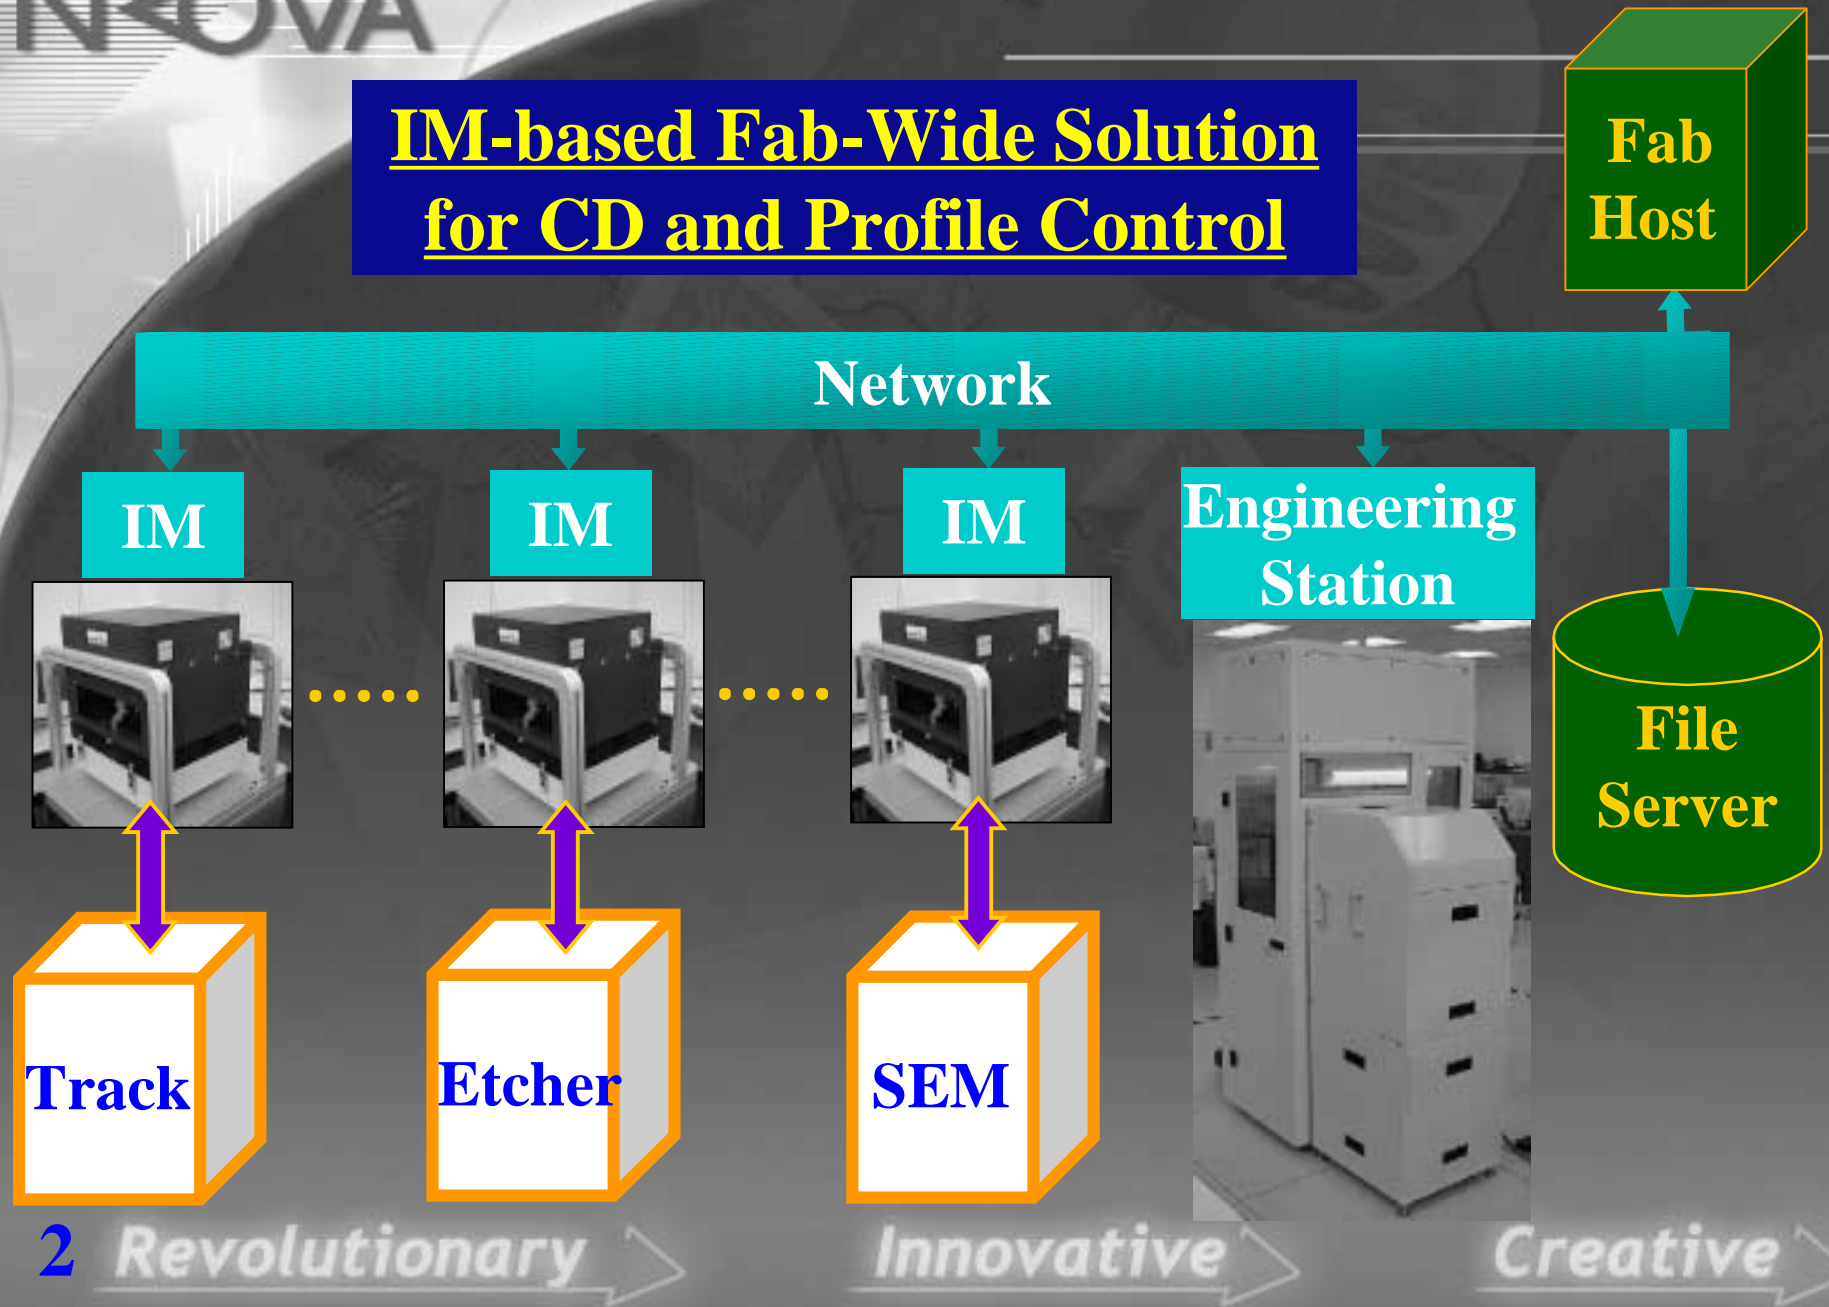 NOVA
IM-based Fab-Wide Solution
for CD and Profile Control
Fab
Host
Network
IM
IM
IM
Engineering
Station
File
Server
Track
Etcher
SEM
2
Revolutionary
Innovative
Creative